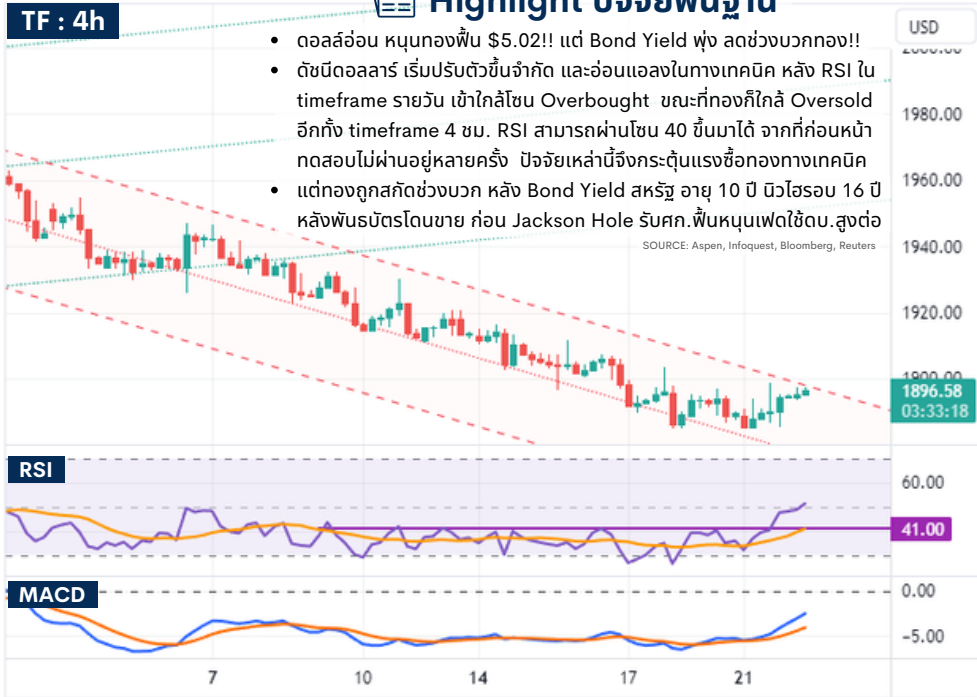 TF : 4h
Highlight ปัจจัยพื้นฐาน
USD
• ดอลล์อ่อน หนุนทองฟื้น $5.02!! แต่ Bond Yield พุ่ง ลดช่วงบวกทอง!!
• ดัชนีดอลลาร์ เริ่มปรับตัวขึ้นจำกัด และอ่อนแอลงในทางเทคนิค หลัง RSI ใน
timeframe รายวัน เข้าใกล้โซน Overbought ขณะที่ทองก็ใกล้ Oversold
อีกทั้ง timeframe 4 ชม. RSI สามารถผ่านโซน 40 ขึ้นมาได้ จากที่ก่อนหน้า
ทดสอบไม่ผ่านอยู่หลายครั้ง ปัจจัยเหล่านี้จึงกระตุ้นแรงซื้อทองทางเทคนิค
• แต่ทองถูกสกัดช่วงบวก หลัง Bond Yield สหรัฐ อายุ 10 ปี นิวไฮรอบ 16 ปี
หลังพันธบัตรโดนขาย ก่อน Jackson Hole รับศก.ฟื้นหนุนเฟดใช้ดบ.สูงต่อ
SOURCE: Aspen, Infoquest, Bloomberg, Reuters
2000.00
1980.00
1960.00
1940.00
1920.00
1900.00
1896.58
03:33:18
RSI
60.00
41.00
MACD
0.00
−5.00
7
10
14
17
21